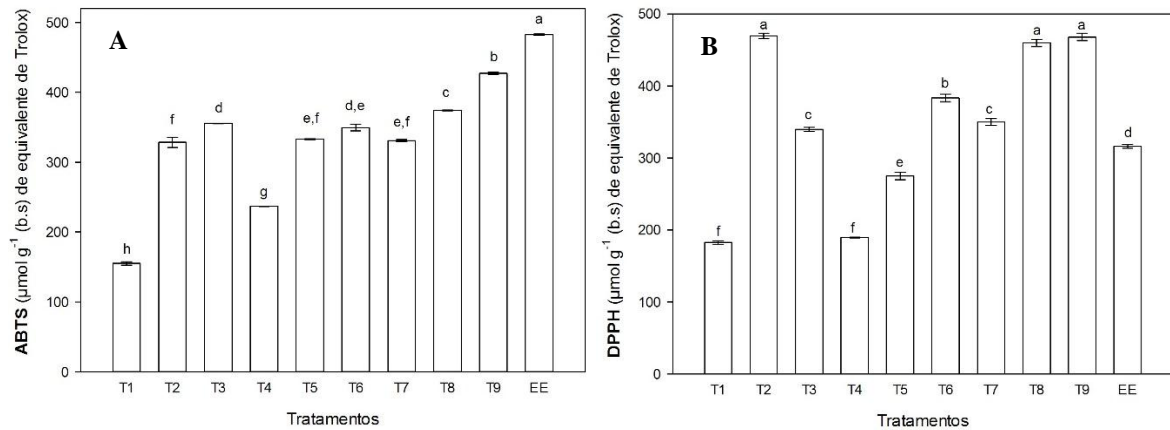 A
ABTS (µmol g⁻¹ (b.s) de equivalente de Trolox)
500
400
300
200
100
0
h
f
d
g
e,f
d,e
e,f
c
b
a
T1 T2 T3 T4 T5 T6 T7 T8 T9 EE
Tratamentos
B
DPPH (µmol g⁻¹ (b.s) de equivalente de Trolox)
500
400
300
200
100
0
f
a
c
f
e
b
c
a
a
d
T1 T2 T3 T4 T5 T6 T7 T8 T9 EE
Tratamentos